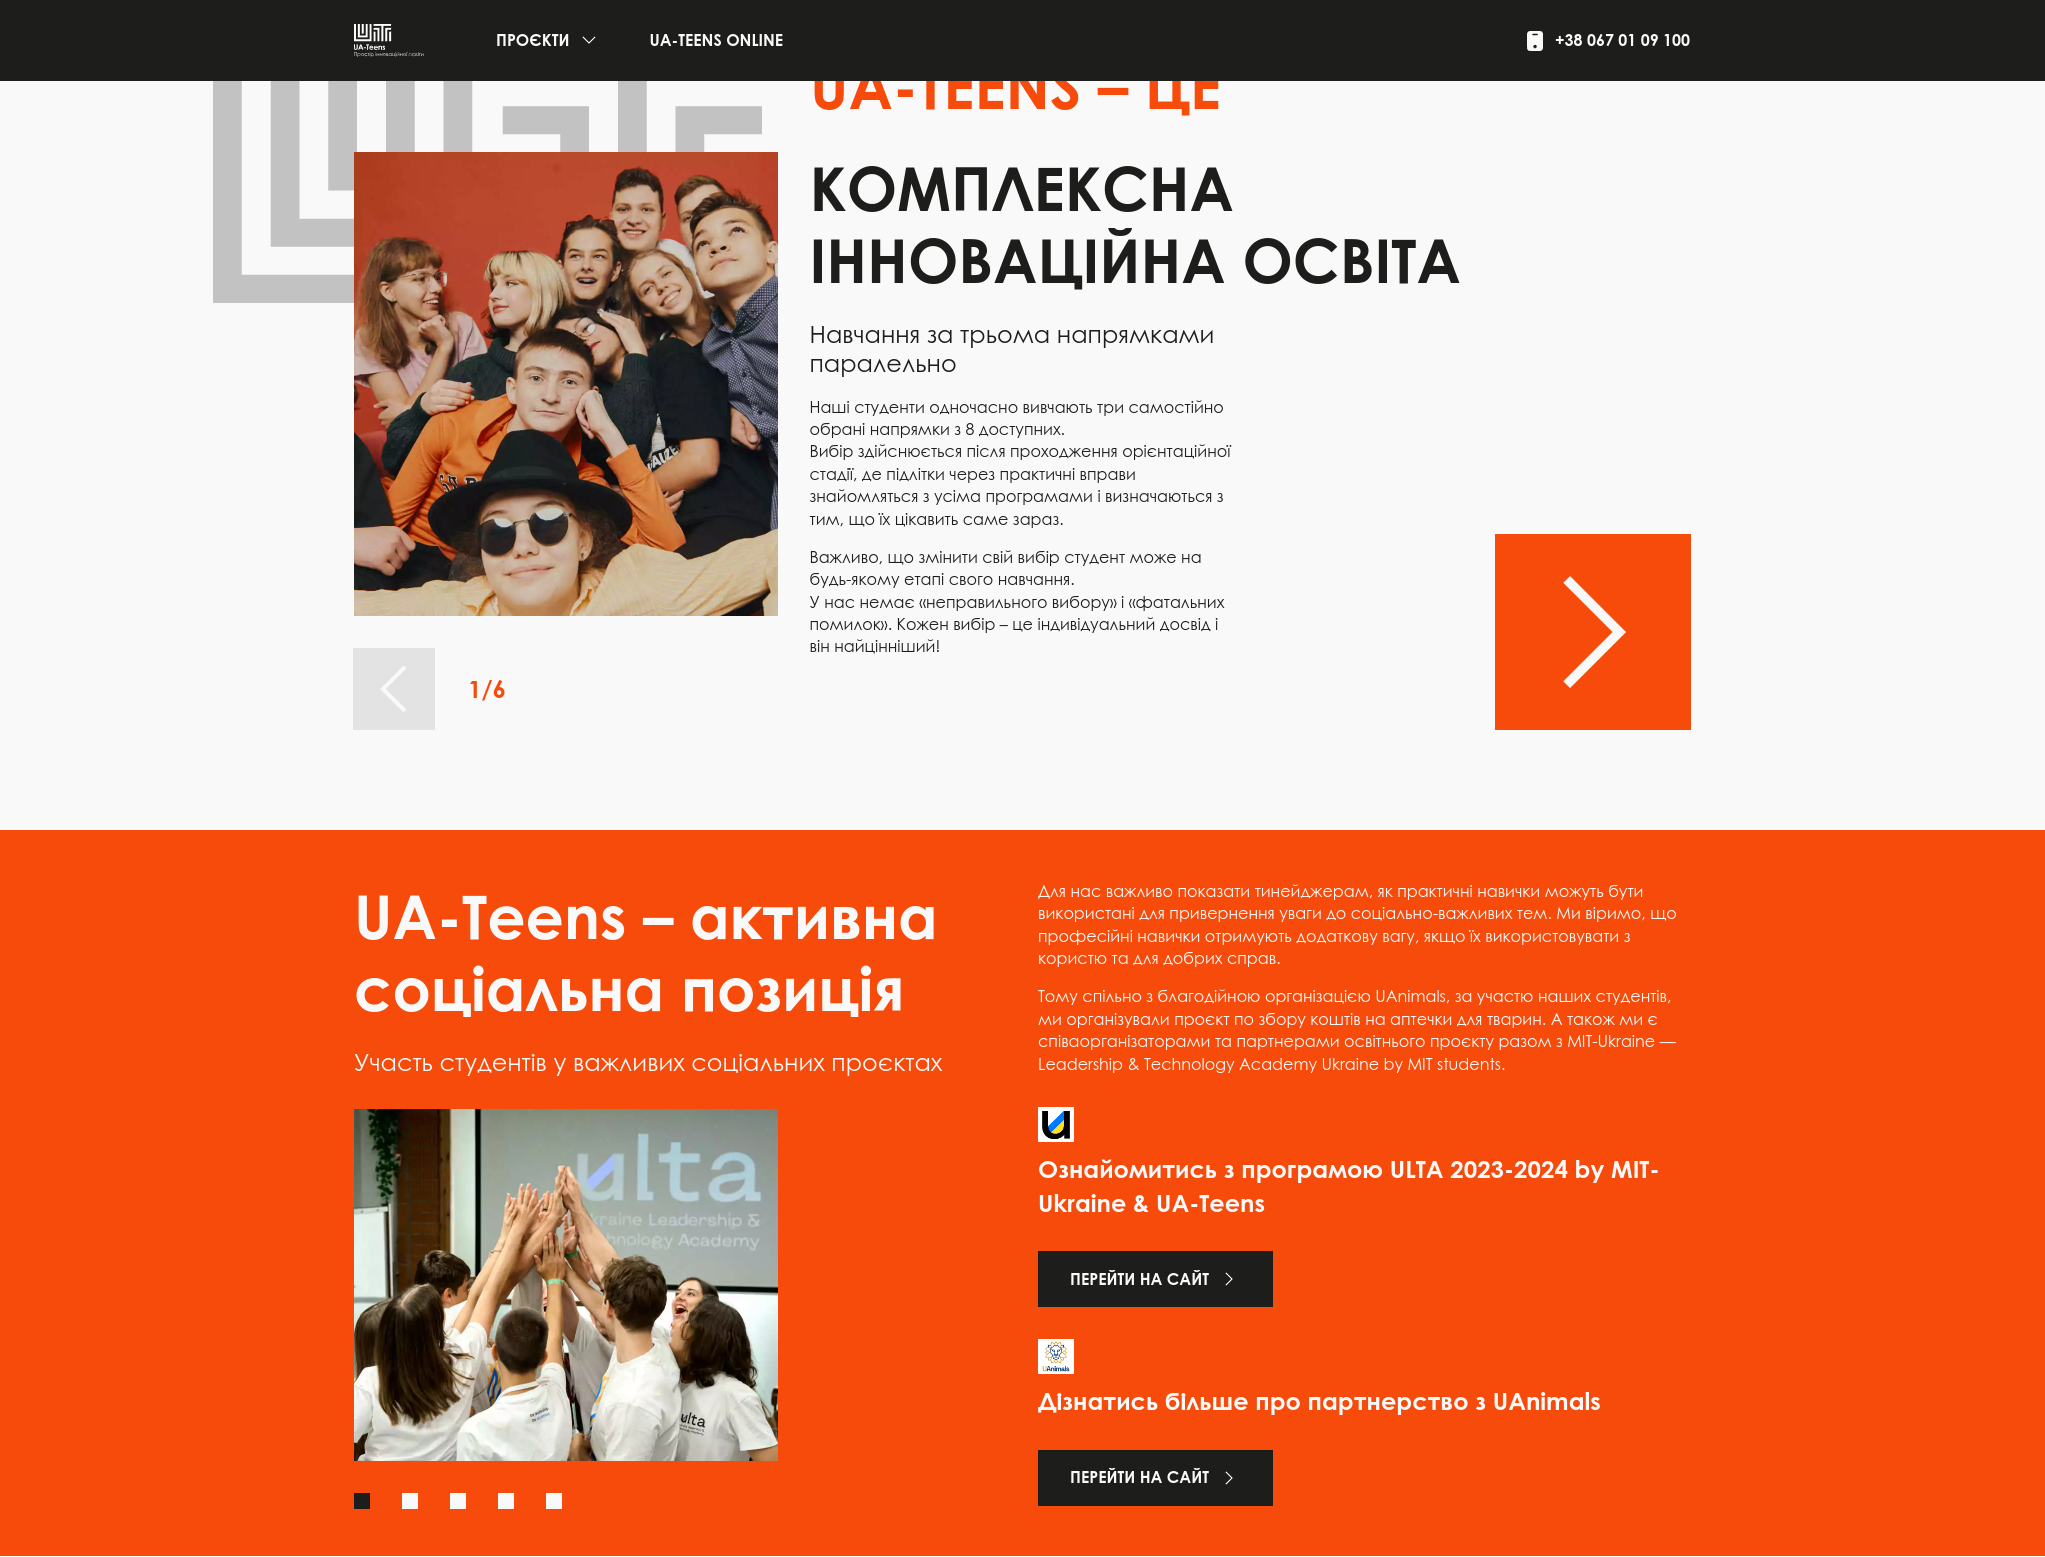 UA-Teens
Простір інноваційної освіти
ПРОЄКТИ
UA-TEENS ONLINE
+38 067 01 09 100
UA-TEENS – ЦЕ
КОМПЛЕКСНА
ІННОВАЦІЙНА ОСВІТА
Навчання за трьома напрямками
паралельно
Наші студенти одночасно вивчають три самостійно
обрані напрямки з 8 доступних.
Вибір здійснюється після проходження орієнтаційної
стадії, де підлітки через практичні вправи
знайомляться з усіма програмами і визначаються з
тим, що їх цікавить саме зараз.
Важливо, що змінити свій вибір студент може на
будь-якому етапі свого навчання.
У нас немає «неправильного вибору» і «фатальних
помилок». Кожен вибір – це індивідуальний досвід і
він найцінніший!
1/6
UA-Teens – активна
соціальна позиція
Участь студентів у важливих соціальних проєктах
ulta
kraine Leadership &
hnology Academy
ulta
Для нас важливо показати тинейджерам, як практичні навички можуть бути
використані для привернення уваги до соціально-важливих тем. Ми віримо, що
професійні навички отримують додаткову вагу, якщо їх використовувати з
користю та для добрих справ.
Тому спільно з благодійною організацією UAnimals, за участю наших студентів,
ми організували проєкт по збору коштів на аптечки для тварин. А також ми є
співаорганізаторами та партнерами освітнього проєкту разом з MIT-Ukraine —
Leadership & Technology Academy Ukraine by MIT students.
u
Ознайомитись з програмою ULTA 2023-2024 by MIT-
Ukraine & UA-Teens
ПЕРЕЙТИ НА САЙТ
UAnimals
Дізнатись більше про партнерство з UAnimals
ПЕРЕЙТИ НА САЙТ